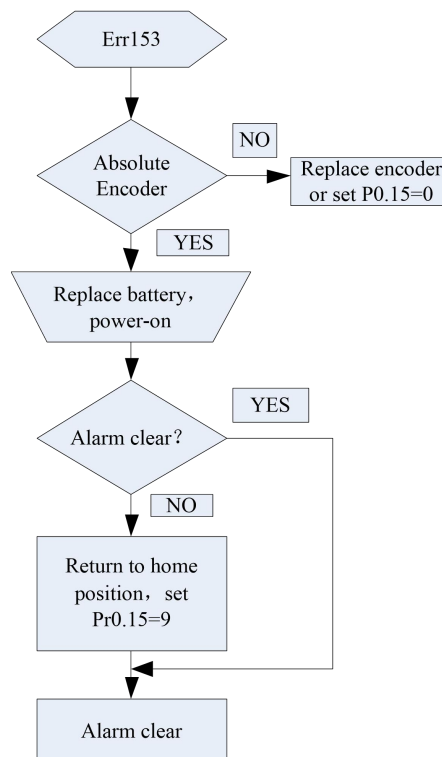 Err153
Absolute
Encoder
NO
Replace encoder
or set P0.15=0
YES
Replace battery，
power-on
Alarm clear？
YES
NO
Return to home
position，set
Pr0.15=9
Alarm clear